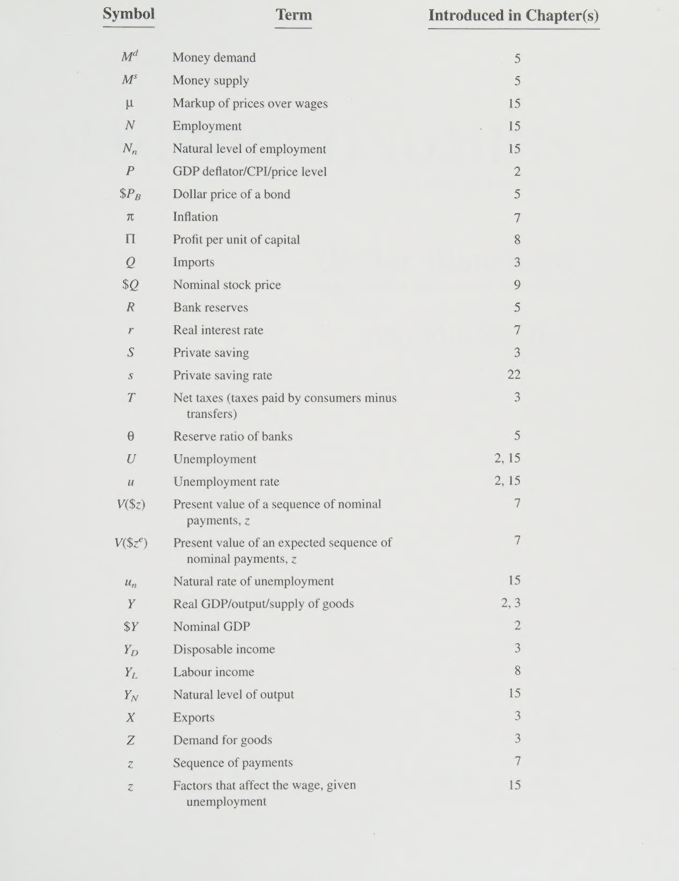 Symbol Term Introduced in Chapter(s)
Mᵈ Money demand 5
Mˢ Money supply 5
μ Markup of prices over wages 15
N Employment 15
Nₙ Natural level of employment 15
P GDP deflator/CPI/price level 2
$P_B Dollar price of a bond 5
π Inflation 7
Π Profit per unit of capital 8
Q Imports 3
$Q Nominal stock price 9
R Bank reserves 5
r Real interest rate 7
S Private saving 3
s Private saving rate 22
T Net taxes (taxes paid by consumers minus 3
transfers)
θ Reserve ratio of banks 5
U Unemployment 2, 15
u Unemployment rate 2, 15
V($z) Present value of a sequence of nominal 7
payments, z
V($zᵉ) Present value of an expected sequence of 7
nominal payments, z
uₙ Natural rate of unemployment 15
Y Real GDP/output/supply of goods 2, 3
$Y Nominal GDP 2
Y_D Disposable income 3
Y_L Labour income 8
Y_N Natural level of output 15
X Exports 3
Z Demand for goods 3
z Sequence of payments 7
z Factors that affect the wage, given 15
unemployment